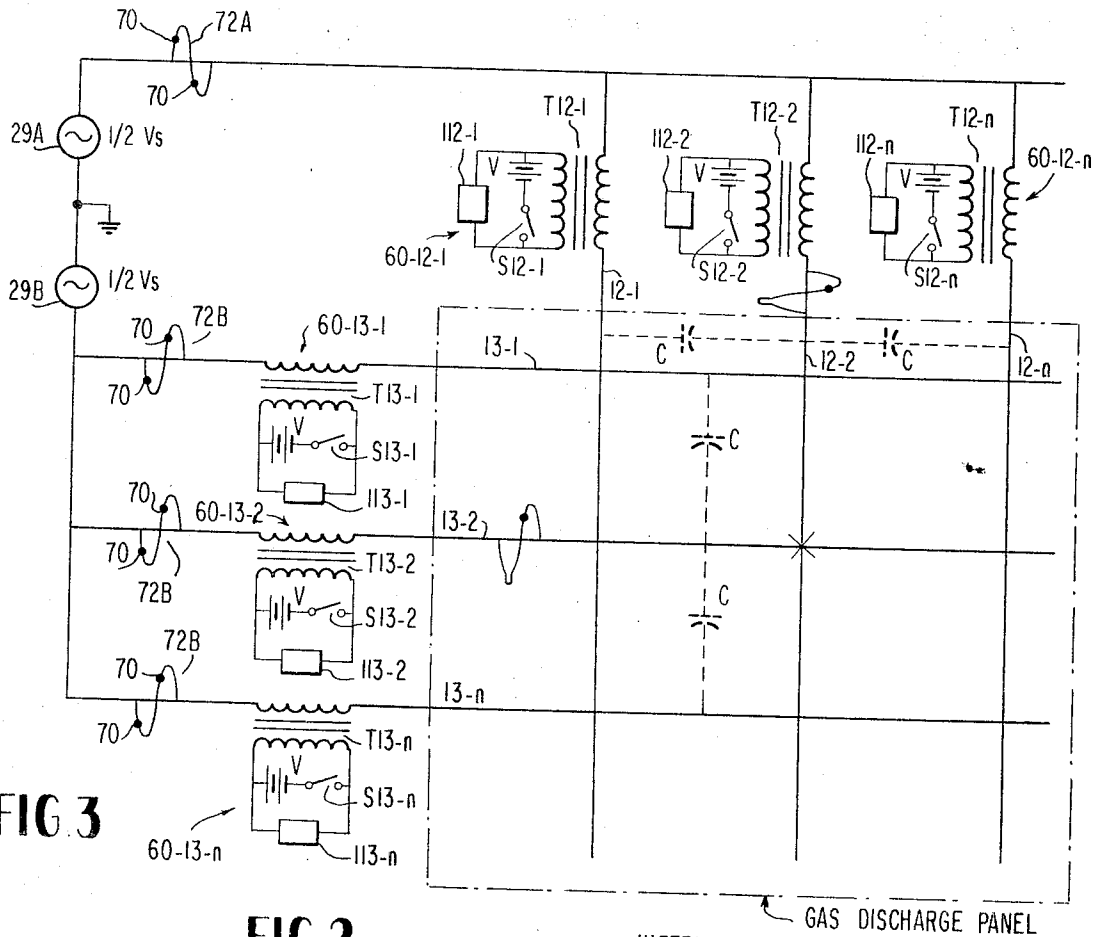 70
72A
70
29A
1/2 Vs
T12-1
T12-2
T12-n
112-1
V
112-2
V
112-n
V
60-12-n
60-12-1
S12-1
S12-2
S12-n
29B
1/2 Vs
12-1
70
72B
60-13-1
13-1
C
12-2
C
12-n
70
T13-1
V
S13-1
C
113-1
70
60-13-2
13-2
70
72B
T13-2
V
S13-2
C
113-2
70
72B
13-n
70
T13-n
V
S13-n
FIG.3
60-13-n
113-n
GAS DISCHARGE PANEL